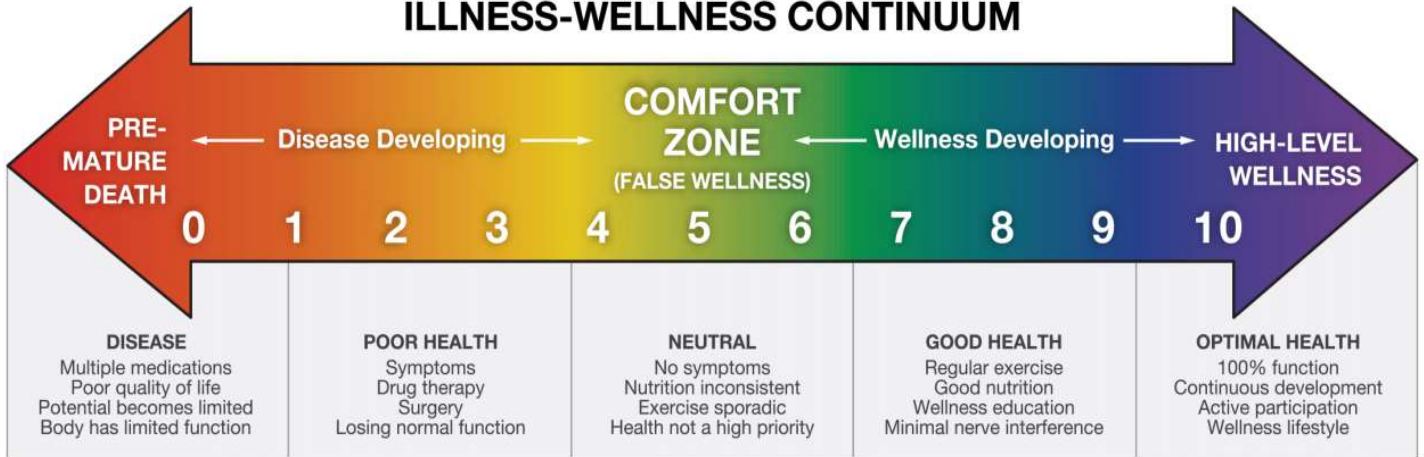 ILLNESS-WELLNESS CONTINUUM
PRE-
MATURE
DEATH
Disease Developing
COMFORT
ZONE
(FALSE WELLNESS)
Wellness Developing
HIGH-LEVEL
WELLNESS
0 1 2 3 4 5 6 7 8 9 10
DISEASE
Multiple medications
Poor quality of life
Potential becomes limited
Body has limited function
POOR HEALTH
Symptoms
Drug therapy
Surgery
Losing normal function
NEUTRAL
No symptoms
Nutrition inconsistent
Exercise sporadic
Health not a high priority
GOOD HEALTH
Regular exercise
Good nutrition
Wellness education
Minimal nerve interference
OPTIMAL HEALTH
100% function
Continuous development
Active participation
Wellness lifestyle